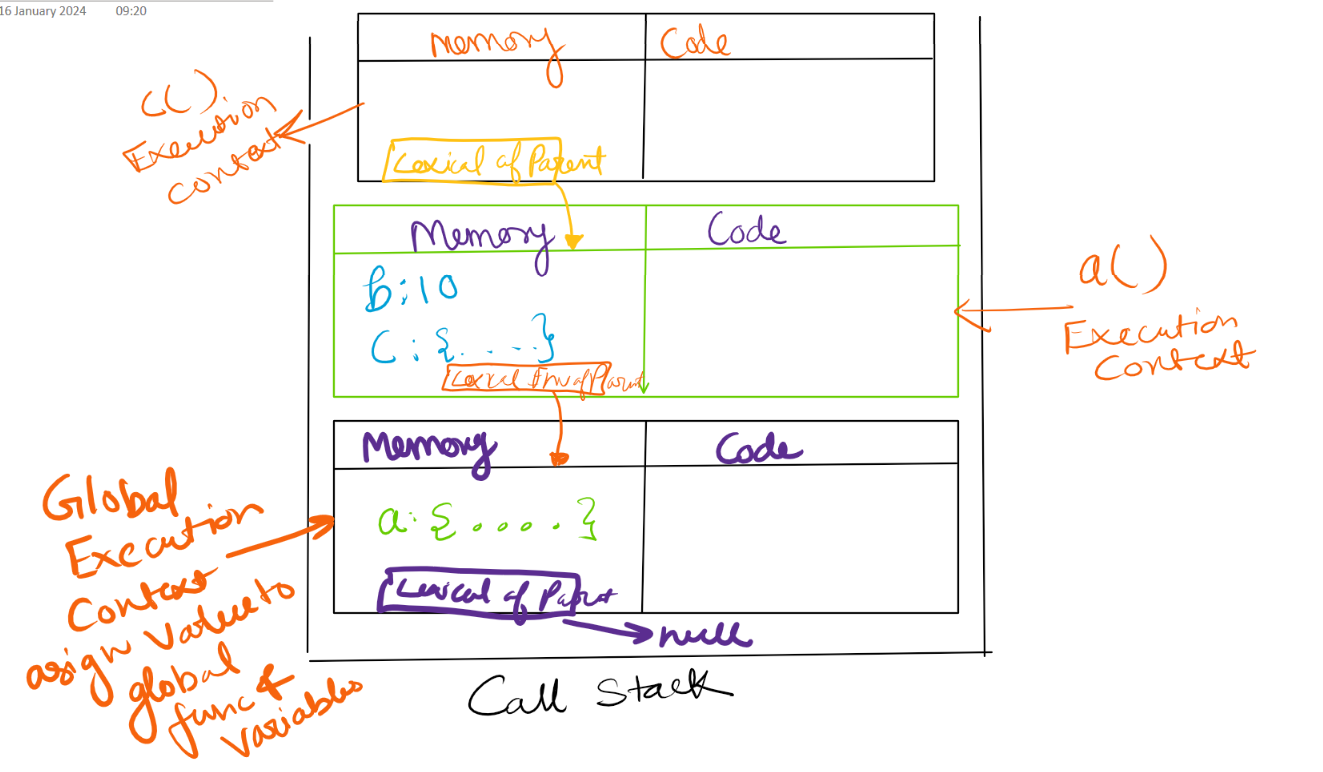 16 January 2024 09:20
Memory Code
C().
Execution
Context
Lexical of Parent
Memory Code
b:10
C:{....}
Lexical Env of Parent
a()
Execution
Context
Memory Code
a:{....}
Lexical of Parent
null
Global
Execution
Context
asign value to
global
func &
variables
Call Stack